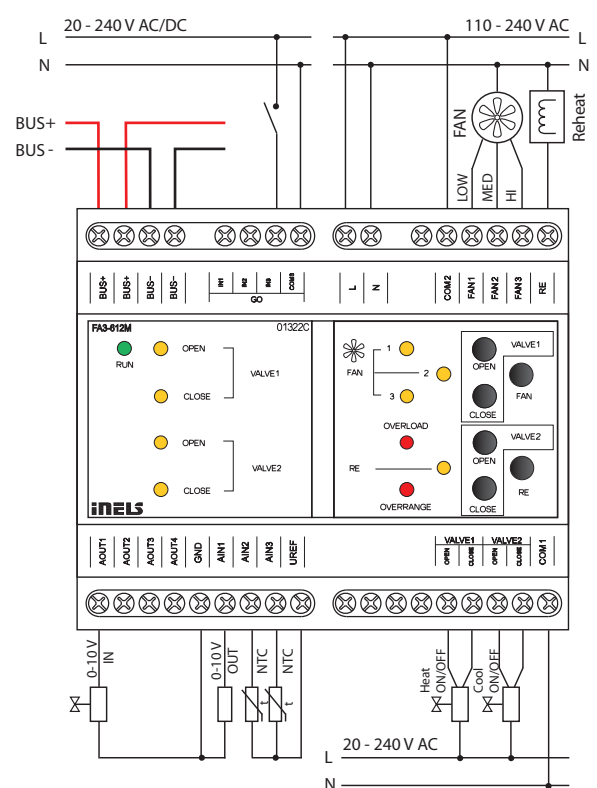 20 - 240 V AC/DC
110 - 240 V AC
L
L
N
N
BUS+
BUS -
FAN
Reheat
LOW
MED
HI
BUS+
BUS+
BUS-
BUS-
IN1
IN2
IN3
COM3
GO
L
N
COM2
FAN1
FAN2
FAN3
RE
FA3-612M
01322C
RUN
OPEN
VALVE1
CLOSE
OPEN
VALVE2
CLOSE
FAN
1
2
3
OVERLOAD
RE
OVERRANGE
VALVE1
OPEN
FAN
CLOSE
VALVE2
OPEN
RE
CLOSE
iNELS
AOUT1
AOUT2
AOUT3
AOUT4
GND
AIN1
AIN2
AIN3
UREF
VALVE1
VALVE2
OPEN
CLOSE
OPEN
CLOSE
COM1
0-10 V
IN
0-10 V
OUT
NTC
NTC
t
t
Heat
ON/OFF
Cool
ON/OFF
20 - 240 V AC
L
N